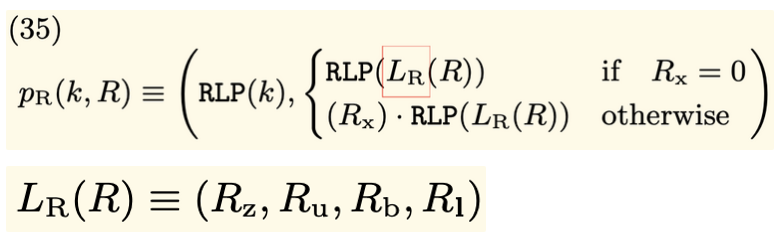 (35)
p_R(k, R) ≡ ( RLP(k), { RLP(L_R(R)) if R_x = 0
(R_x) · RLP(L_R(R)) otherwise )
L_R(R) ≡ (R_z, R_u, R_b, R_l)